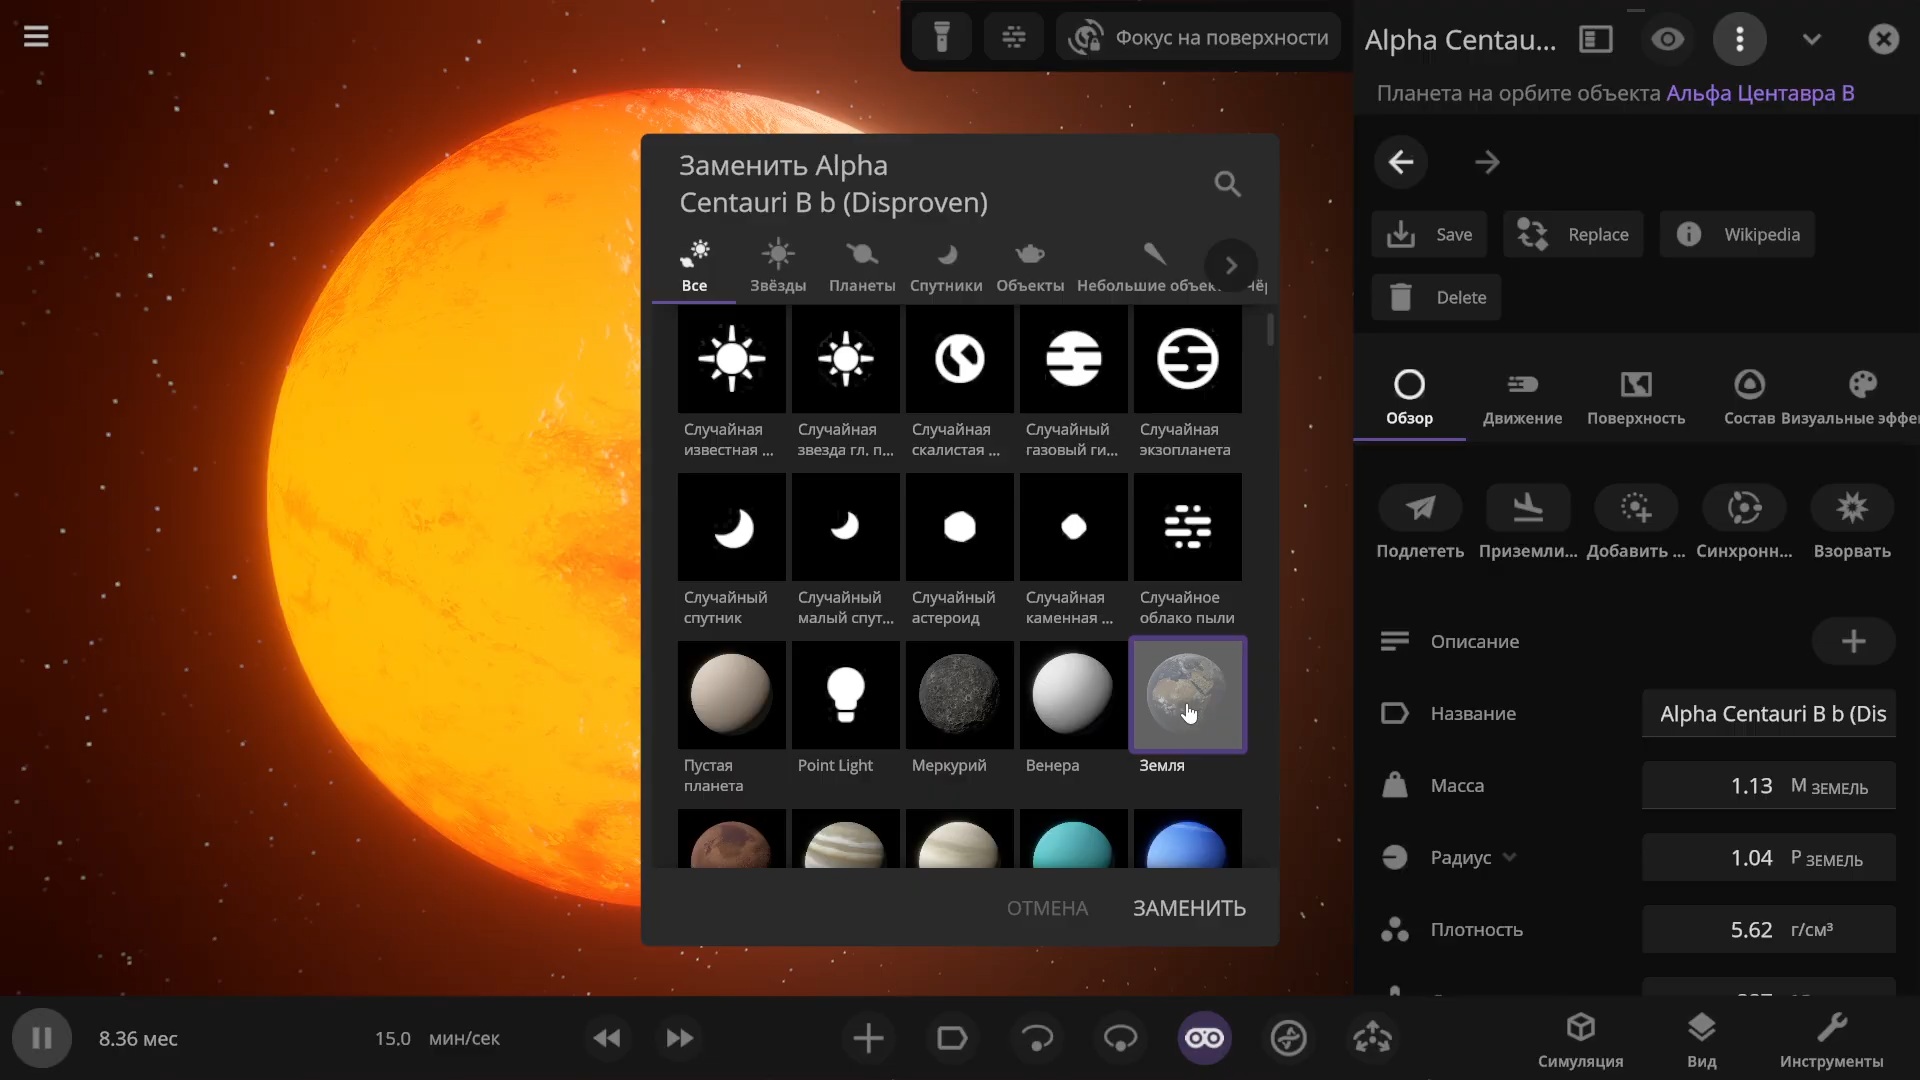 Фокус на поверхности
Alpha Centau...
Планета на орбите объекта Альфа Центавра B
Save
Replace
Wikipedia
Delete
Обзор
Движение
Поверхность
Состав
Визуальные эффе
Подлететь
Приземли...
Добавить ...
Синхронн...
Взорвать
Описание
Название
Alpha Centauri B b (Dis
Масса
1.13 М ЗЕМЕЛЬ
Радиус
1.04 Р ЗЕМЕЛЬ
Плотность
5.62 г/см³
Заменить Alpha
Centauri B b (Disproven)
Все
Звёзды
Планеты
Спутники
Объекты
Небольшие объек
Случайная
известная ...
Случайная
звезда гл. п...
Случайная
скалистая ...
Случайный
газовый ги...
Случайная
экзопланета
Случайный
спутник
Случайный
малый спут...
Случайный
астероид
Случайная
каменная ...
Случайное
облако пыли
Пустая
планета
Point Light
Меркурий
Венера
Земля
ОТМЕНА
ЗАМЕНИТЬ
8.36 мес
15.0 мин/сек
Симуляция
Вид
Инструменты